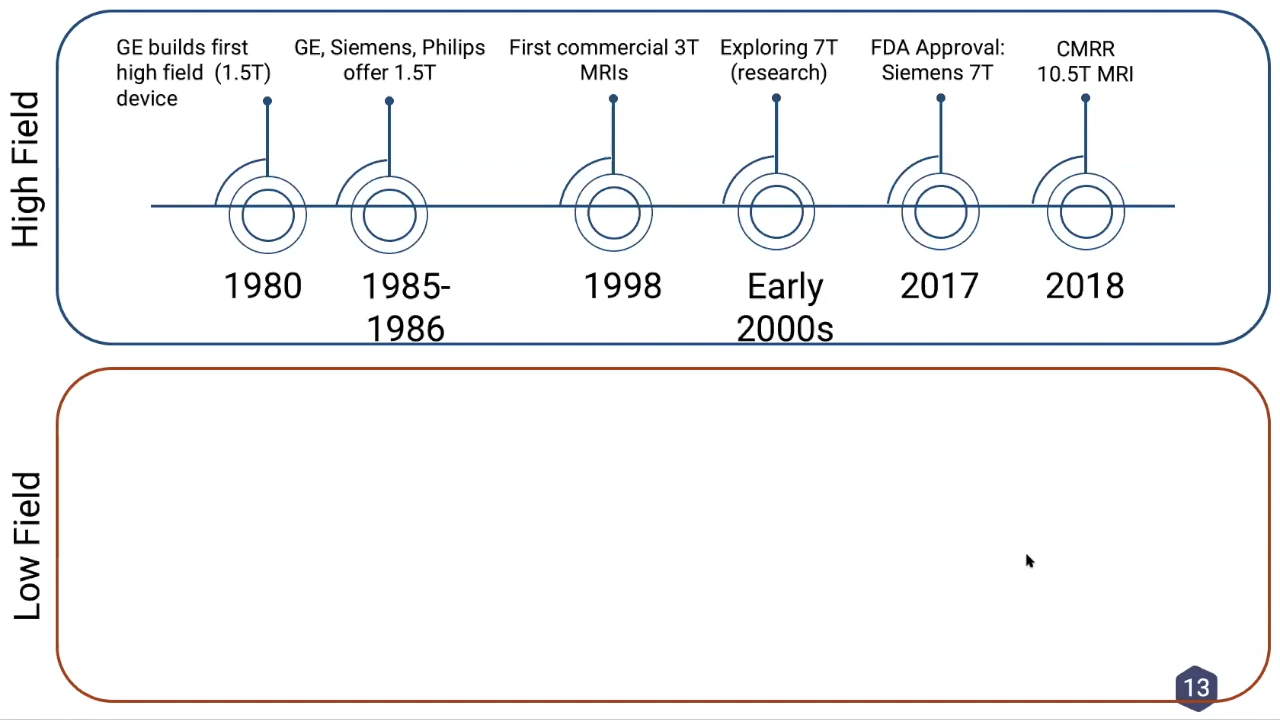 High Field
GE builds first
high field (1.5T)
device
GE, Siemens, Philips
offer 1.5T
First commercial 3T
MRIs
Exploring 7T
(research)
FDA Approval:
Siemens 7T
CMRR
10.5T MRI
1980
1985-
1986
1998
Early
2000s
2017
2018
Low Field
13